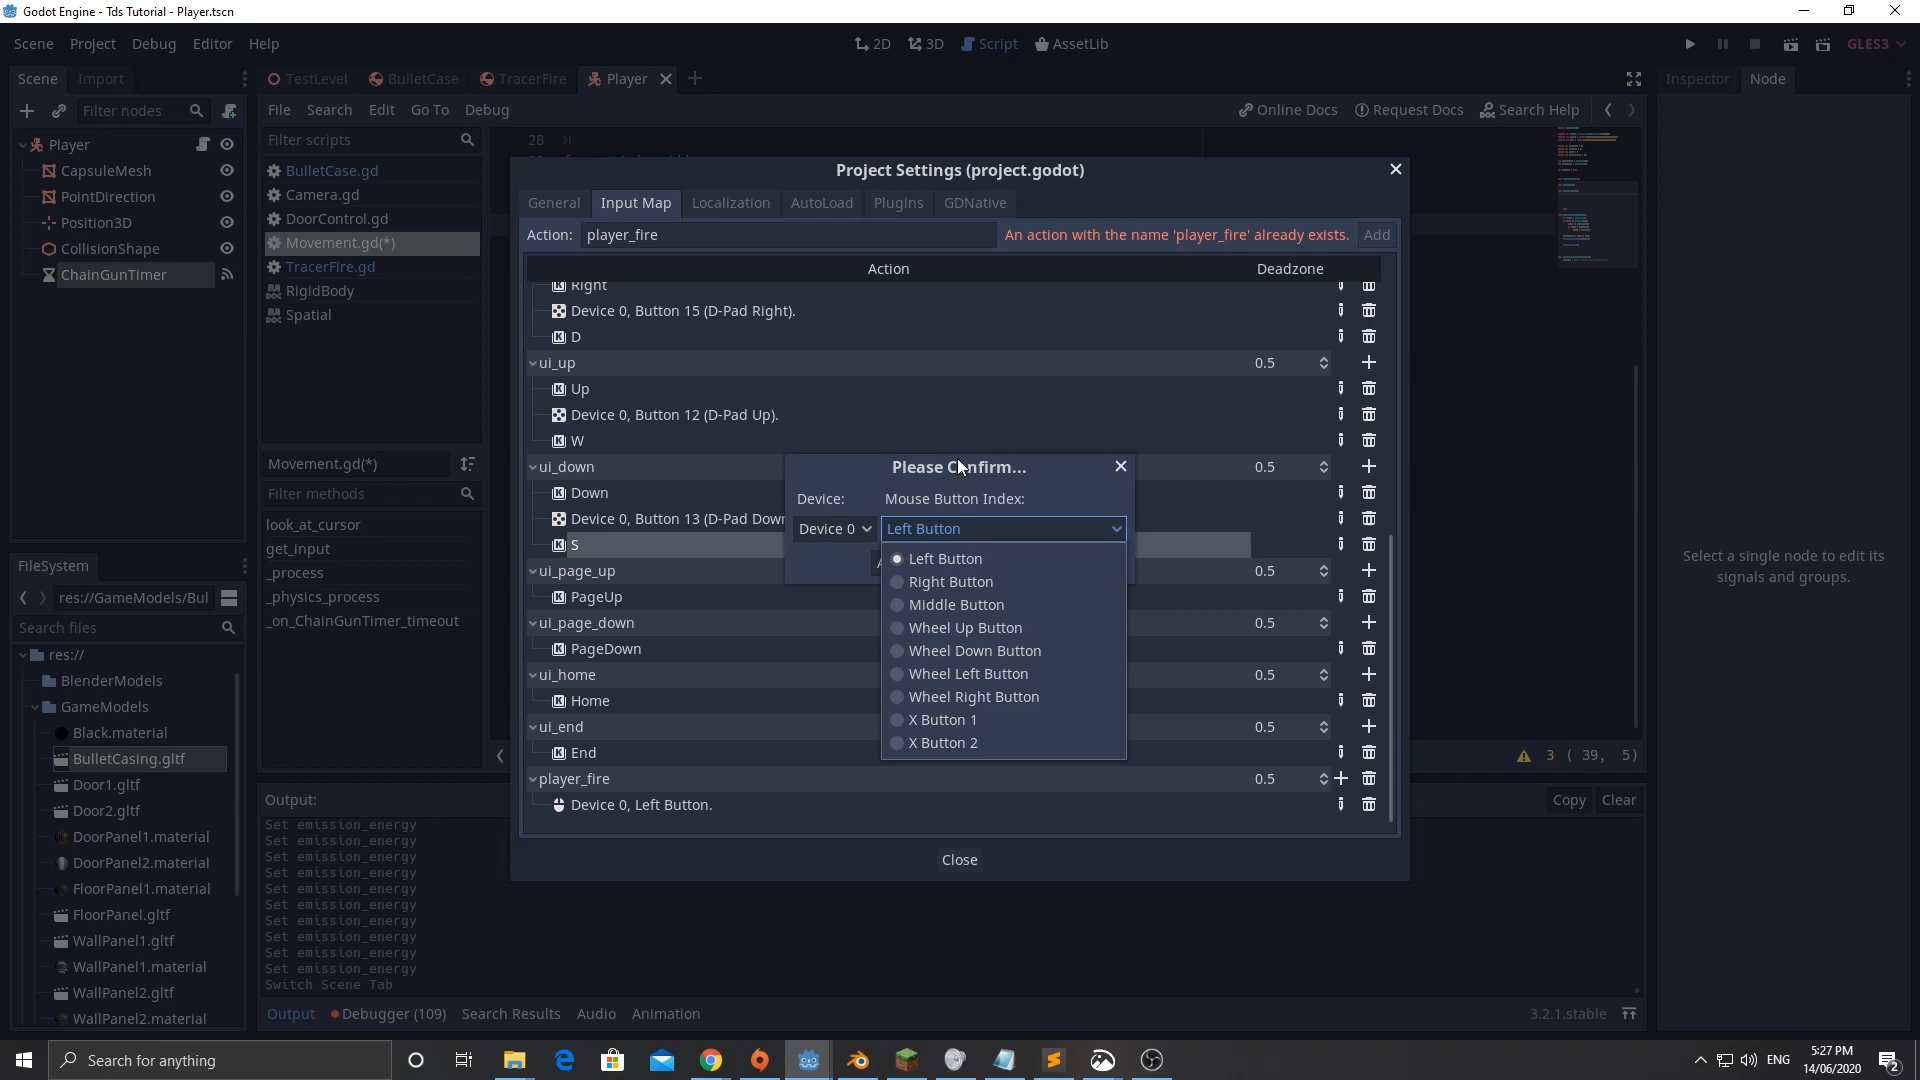 Godot Engine - Tds Tutorial - Player.tscn
Scene Project Debug Editor Help
2D 3D Script AssetLib
GLES3
Scene Import
TestLevel BulletCase TracerFire Player
Inspector Node
Filter nodes
File Search Edit Go To Debug
Online Docs Request Docs Search Help
Player
CapsuleMesh
PointDirection
Position3D
CollisionShape
ChainGunTimer
Filter scripts
BulletCase.gd
Camera.gd
DoorControl.gd
Movement.gd(*)
TracerFire.gd
RigidBody
Spatial
28
Project Settings (project.godot)
General Input Map Localization AutoLoad Plugins GDNative
Action: player_fire An action with the name 'player_fire' already exists. Add
Action Deadzone
Right
Device 0, Button 15 (D-Pad Right).
D
ui_up 0.5
Up
Device 0, Button 12 (D-Pad Up).
W
ui_down 0.5
Down
Device 0, Button 13 (D-Pad Down
S
ui_page_up 0.5
PageUp
ui_page_down 0.5
PageDown
ui_home 0.5
Home
ui_end 0.5
End
player_fire 0.5
Device 0, Left Button.
Close
Please Confirm...
Device: Mouse Button Index:
Device 0 Left Button
Left Button
Right Button
Middle Button
Wheel Up Button
Wheel Down Button
Wheel Left Button
Wheel Right Button
X Button 1
X Button 2
Movement.gd(*)
Filter methods
look_at_cursor
get_input
_process
_physics_process
_on_ChainGunTimer_timeout
Select a single node to edit its
signals and groups.
FileSystem
res://GameModels/Bul
Search files
res://
BlenderModels
GameModels
Black.material
BulletCasing.gltf
Door1.gltf
Door2.gltf
DoorPanel1.material
DoorPanel2.material
FloorPanel1.material
FloorPanel.gltf
WallPanel1.gltf
WallPanel1.material
WallPanel2.gltf
WallPanel2.material
3 ( 39, 5)
Output: Copy Clear
Set emission_energy
Set emission_energy
Set emission_energy
Set emission_energy
Set emission_energy
Set emission_energy
Set emission_energy
Set emission_energy
Set emission_energy
Set emission_energy
Switch Scene Tab
Output Debugger (109) Search Results Audio Animation 3.2.1.stable
Search for anything
ENG
5:27 PM
14/06/2020
2